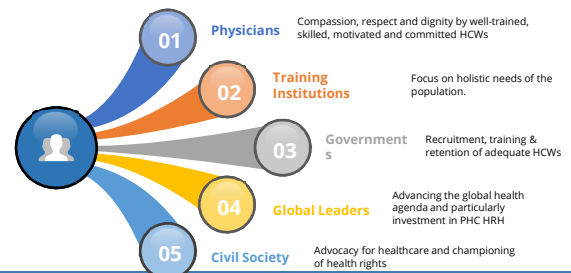 01
Physicians
Compassion, respect and dignity by well-trained,
skilled, motivated and committed HCWs
02
Training
Institutions
Focus on holistic needs of the
population.
03
Government
s
Recruitment, training &
retention of adequate HCWs
04
Global Leaders
Advancing the global health
agenda and particularly
investment in PHC HRH
05
Civil Society
Advocacy for healthcare and championing
of health rights